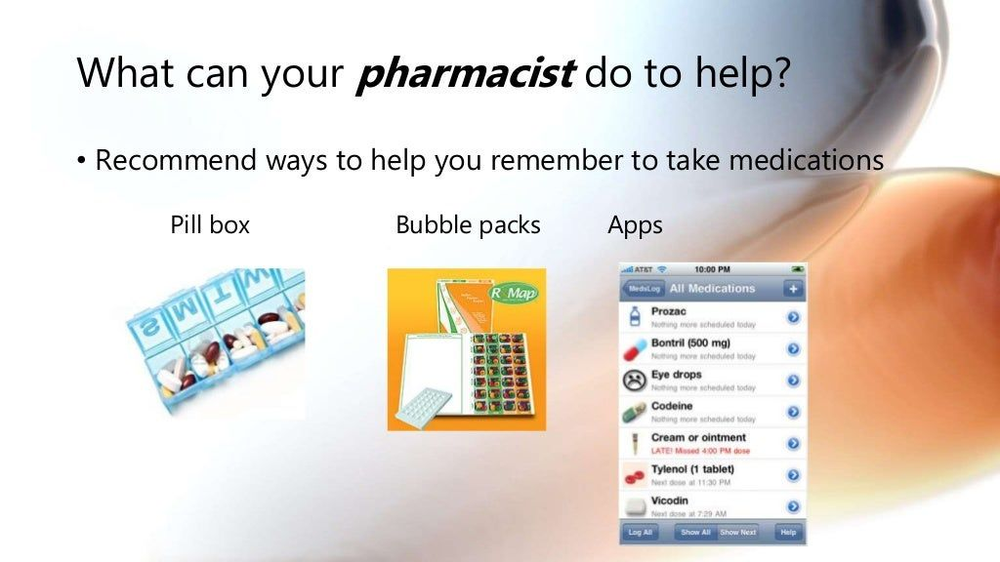 What can your pharmacist do to help?
• Recommend ways to help you remember to take medications
Pill box
Bubble packs
Apps
S M T W
R Map
AT&T 10:00 PM
MedsLog All Medications +
Prozac
Nothing more scheduled today
Bontril (500 mg)
Nothing more scheduled today
Eye drops
Nothing more scheduled today
Codeine
Nothing more scheduled today
Cream or ointment
LATE! Missed 4:00 PM dose
Tylenol (1 tablet)
Next dose at 11:30 PM
Vicodin
Next dose at 7:29 AM
Log All Show All Show Next Help